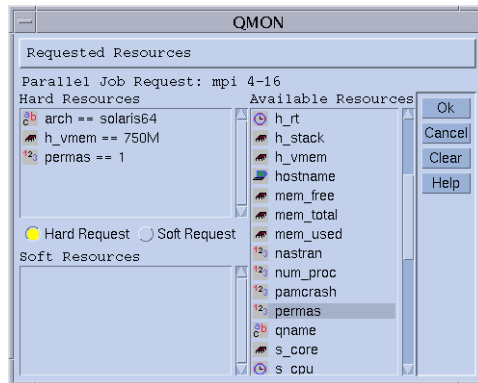 QMON
Requested Resources
Parallel Job Request: mpi 4-16
Hard Resources
arch == solaris64
h_vmem == 750M
permas == 1
Hard Request Soft Request
Soft Resources
Available Resources
h_rt
h_stack
h_vmem
hostname
mem_free
mem_total
mem_used
nastran
num_proc
pamcrash
permas
qname
s_core
s_cpu
Ok
Cancel
Clear
Help